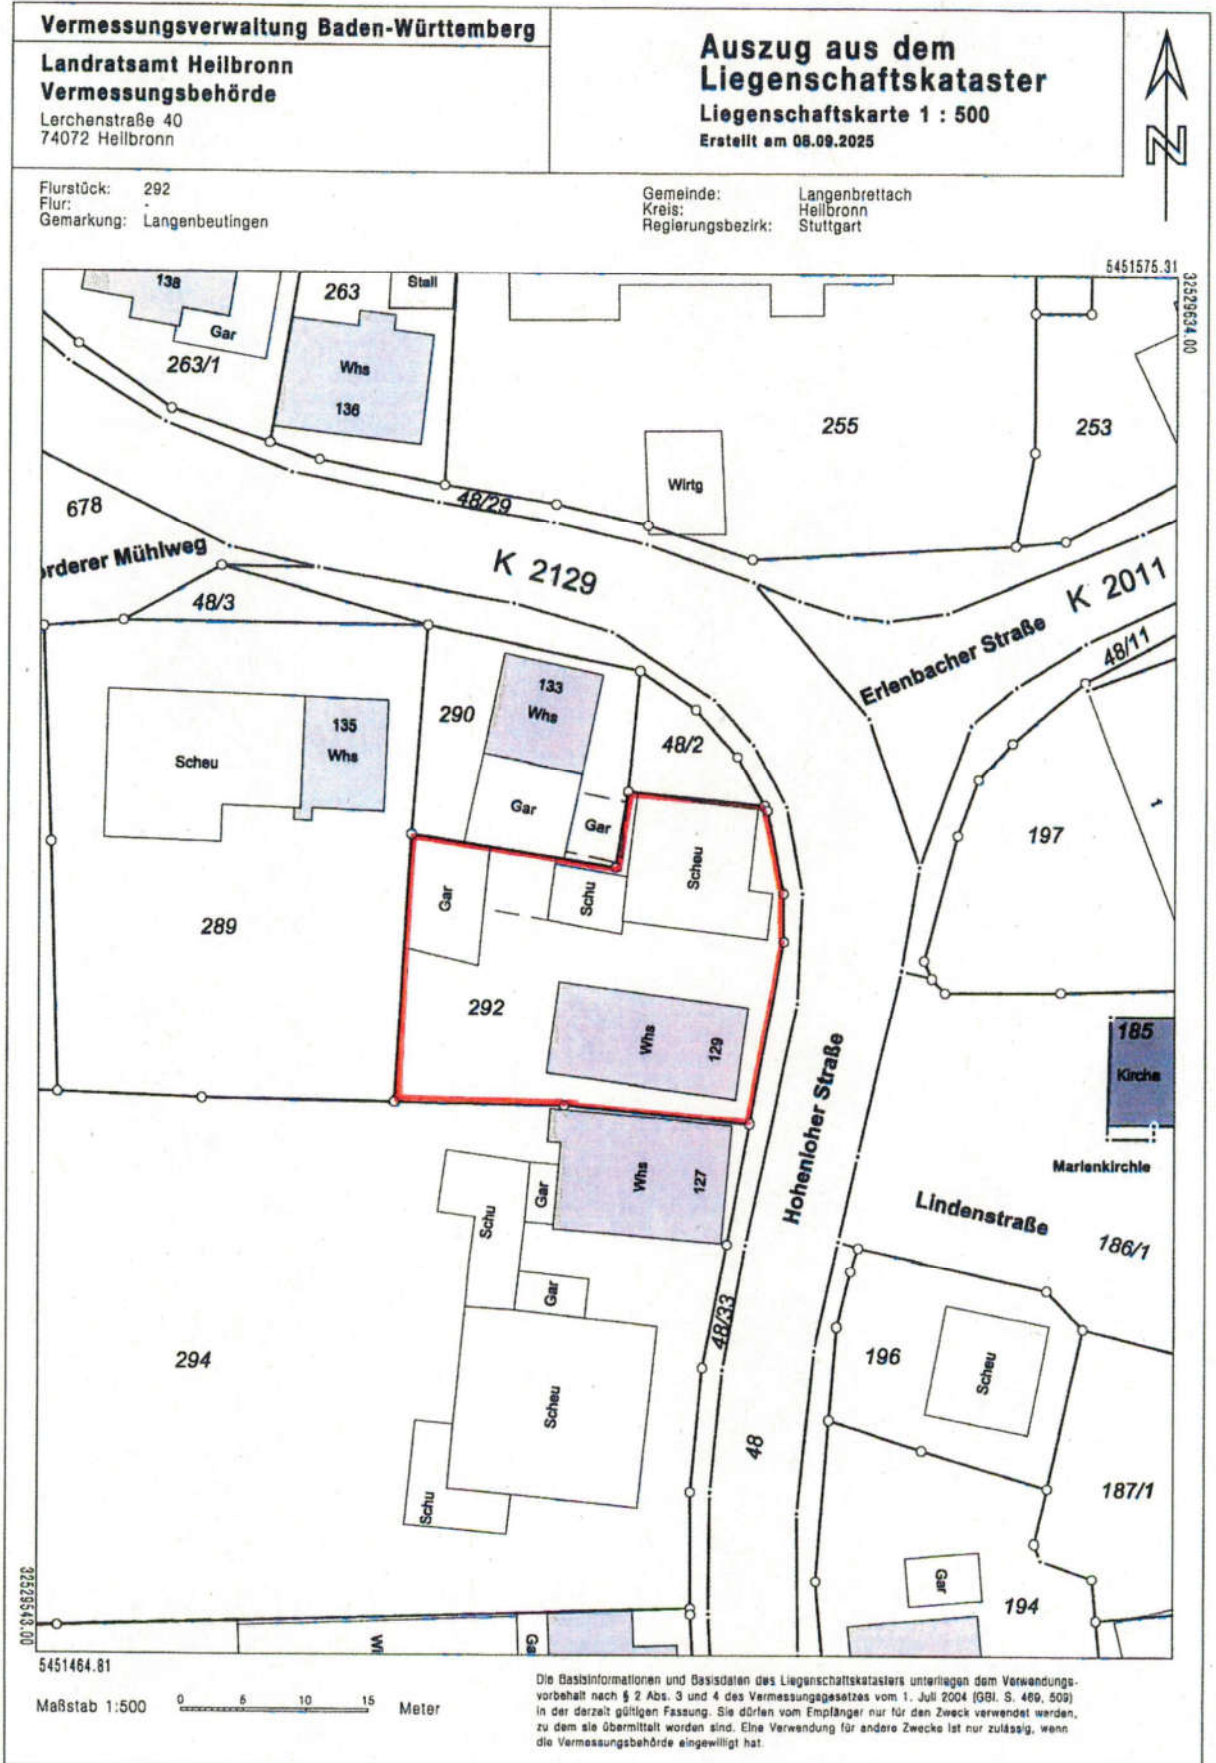 Vermessungsverwaltung Baden-Württemberg
Landratsamt Heilbronn
Vermessungsbehörde
Lerchenstraße 40
74072 Heilbronn
Auszug aus dem
Liegenschaftskataster
Liegenschaftskarte 1 : 500
Erstellt am 08.09.2025
N
Flurstück: 292
Flur: -
Gemarkung: Langenbeutingen
Gemeinde: Langenbrettach
Kreis: Heilbronn
Regierungsbezirk: Stuttgart
5451575.31
32529634.00
138
Gar
263/1
263
Stall
Whs
136
255
253
Wirtg
678
48/29
orderer Mühlweg
K 2129
K 2011
48/3
Erlenbacher Straße
48/11
133
Whs
290
48/2
135
Whs
Scheu
Gar
Gar
Scheu
197
1
Gar
Schu
289
292
Whs
129
185
Kirche
Hohenloher Straße
Marienkirchle
Whs
127
Gar
Schu
Lindenstraße
186/1
Gar
48/33
294
196
Scheu
Scheu
48
Schu
187/1
Gar
194
Wi
Ga
32529543.00
5451464.81
Maßstab 1:500
0 5 10 15 Meter
Die Basisinformationen und Basisdaten des Liegenschaftskatasters unterliegen dem Verwendungs-
vorbehalt nach § 2 Abs. 3 und 4 des Vermessungsgesetzes vom 1. Juli 2004 (GBl. S. 469, 509)
in der derzeit gültigen Fassung. Sie dürfen vom Empfänger nur für den Zweck verwendet werden,
zu dem sie übermittelt worden sind. Eine Verwendung für andere Zwecke ist nur zulässig, wenn
die Vermessungsbehörde eingewilligt hat.